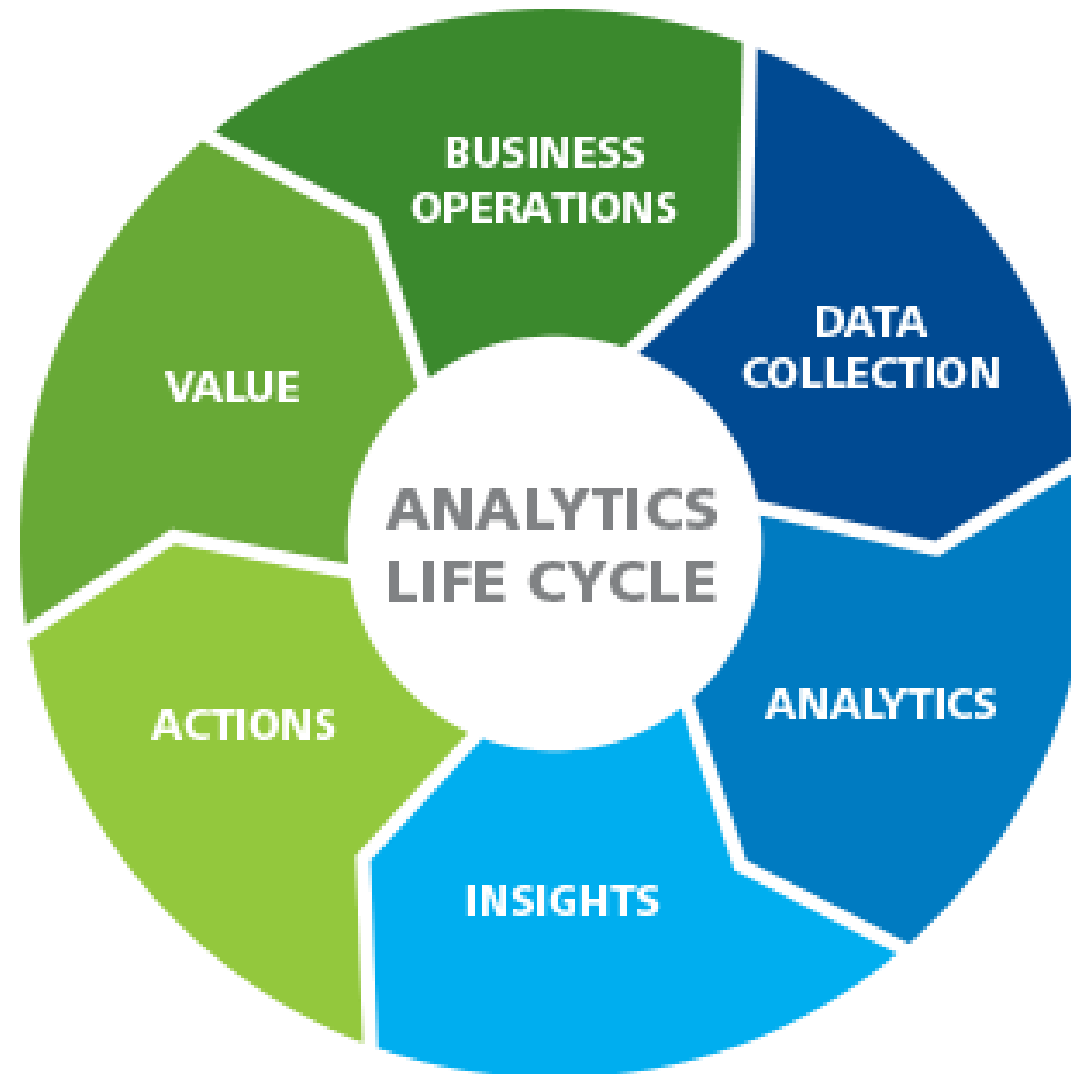 BUSINESS
OPERATIONS
DATA
COLLECTION
VALUE
ANALYTICS
LIFE CYCLE
ANALYTICS
ACTIONS
INSIGHTS